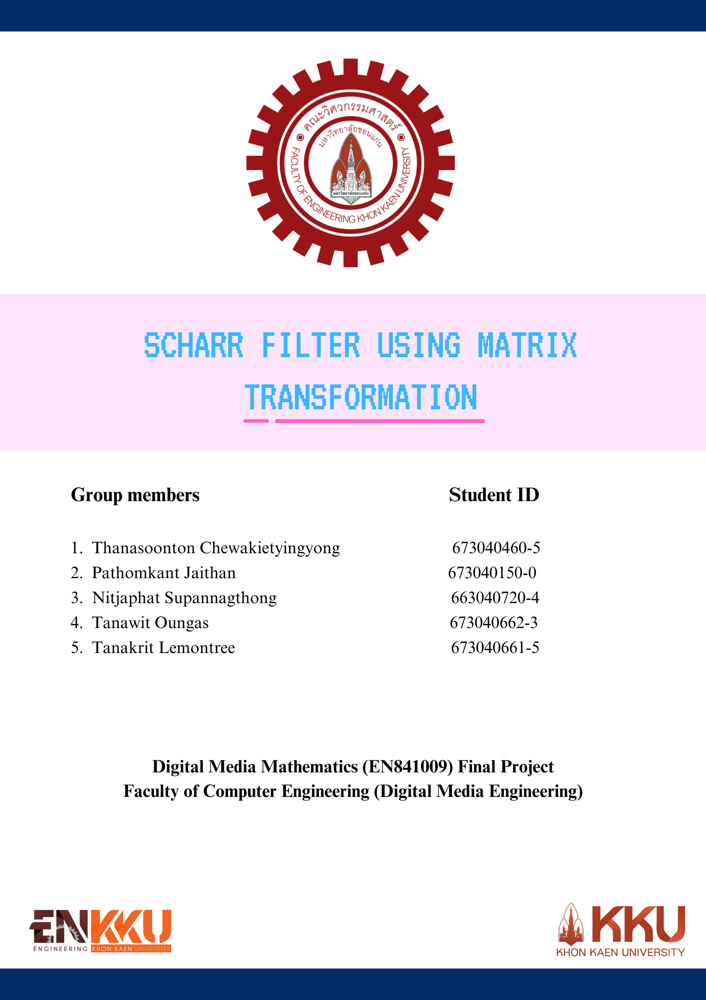 คณะวิศวกรรมศาสตร์
มหาวิทยาลัยขอนแก่น
มหาวิทยาลัยขอนแก่น
FACULTY OF ENGINEERING KHON KAEN UNIVERSITY
SCHARR FILTER USING MATRIX
TRANSFORMATION
Group members Student ID
1. Thanasoonton Chewakietyingyong 673040460-5
2. Pathomkant Jaithan 673040150-0
3. Nitjaphat Supannagthong 663040720-4
4. Tanawit Oungas 673040662-3
5. Tanakrit Lemontree 673040661-5
Digital Media Mathematics (EN841009) Final Project
Faculty of Computer Engineering (Digital Media Engineering)
ENKKU
ENGINEERING KHON KAEN UNIVERSITY
KKU
KHON KAEN UNIVERSITY